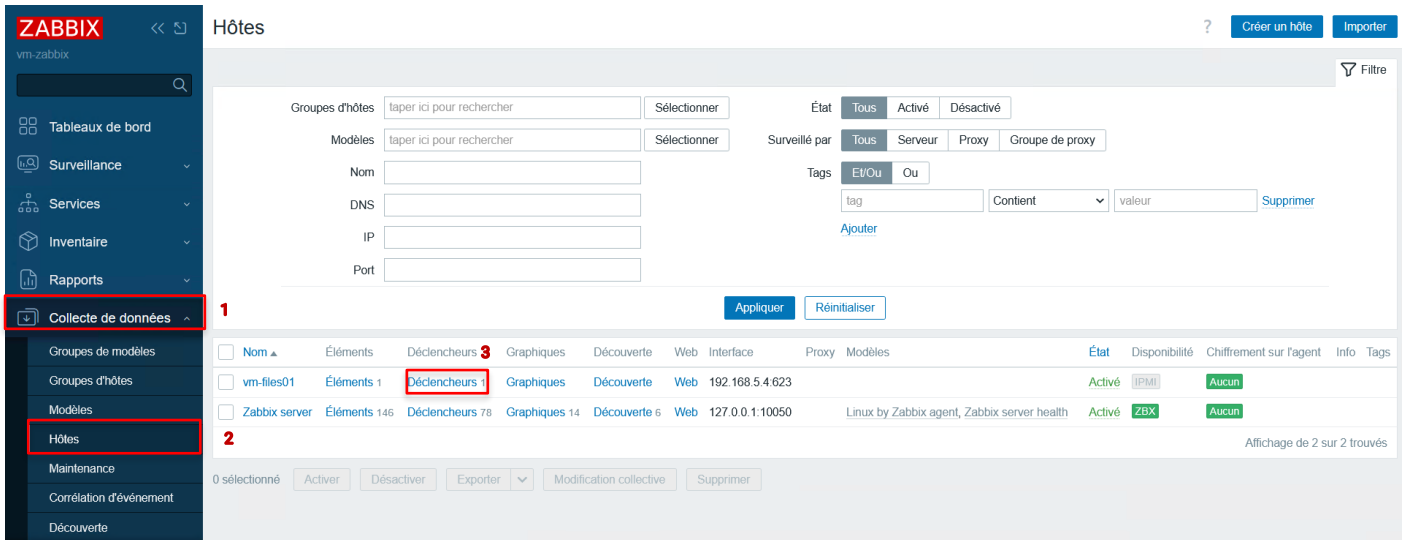 ZABBIX
vm-zabbix
Tableaux de bord
Surveillance
Services
Inventaire
Rapports
Collecte de données
1
Groupes de modèles
Groupes d'hôtes
Modèles
Hôtes
2
Maintenance
Corrélation d'événement
Découverte
Hôtes
? Créer un hôte Importer
Filtre
Groupes d'hôtes taper ici pour rechercher Sélectionner État Tous Activé Désactivé
Modèles taper ici pour rechercher Sélectionner Surveillé par Tous Serveur Proxy Groupe de proxy
Nom Tags Et/Ou Ou
DNS tag Contient valeur Supprimer
IP Ajouter
Port
Appliquer Réinitialiser
Nom Éléments Déclencheurs 3 Graphiques Découverte Web Interface Proxy Modèles État Disponibilité Chiffrement sur l'agent Info Tags
vm-files01 Éléments 1 Déclencheurs 1 Graphiques Découverte Web 192.168.5.4:623 Activé IPMI Aucun
Zabbix server Éléments 146 Déclencheurs 78 Graphiques 14 Découverte 6 Web 127.0.0.1:10050 Linux by Zabbix agent, Zabbix server health Activé ZBX Aucun
Affichage de 2 sur 2 trouvés
0 sélectionné Activer Désactiver Exporter Modification collective Supprimer